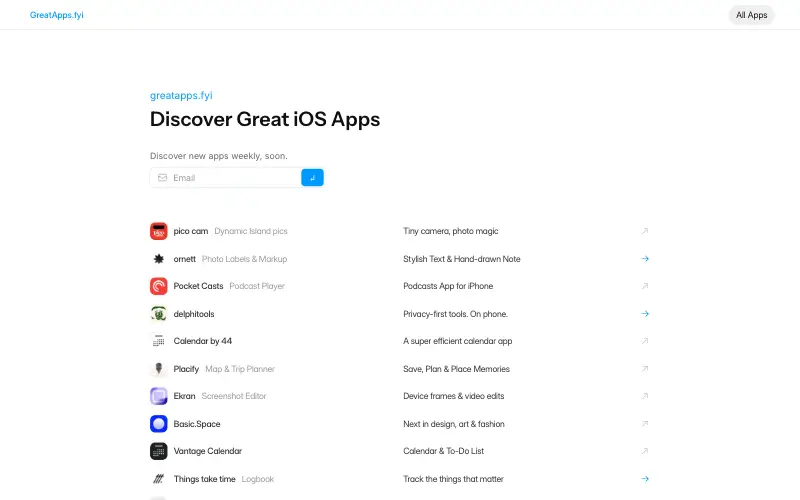 GreatApps.fyi
All Apps
greatapps.fyi
Discover Great iOS Apps
Discover new apps weekly, soon.
Email
pico cam Dynamic Island pics Tiny camera, photo magic
ornett Photo Labels & Markup Stylish Text & Hand-drawn Note
Pocket Casts Podcast Player Podcasts App for iPhone
delphitools Privacy-first tools. On phone.
Calendar by 44 A super efficient calendar app
Placify Map & Trip Planner Save, Plan & Place Memories
Ekran Screenshot Editor Device frames & video edits
Basic.Space Next in design, art & fashion
Vantage Calendar Calendar & To-Do List
Things take time Logbook Track the things that matter